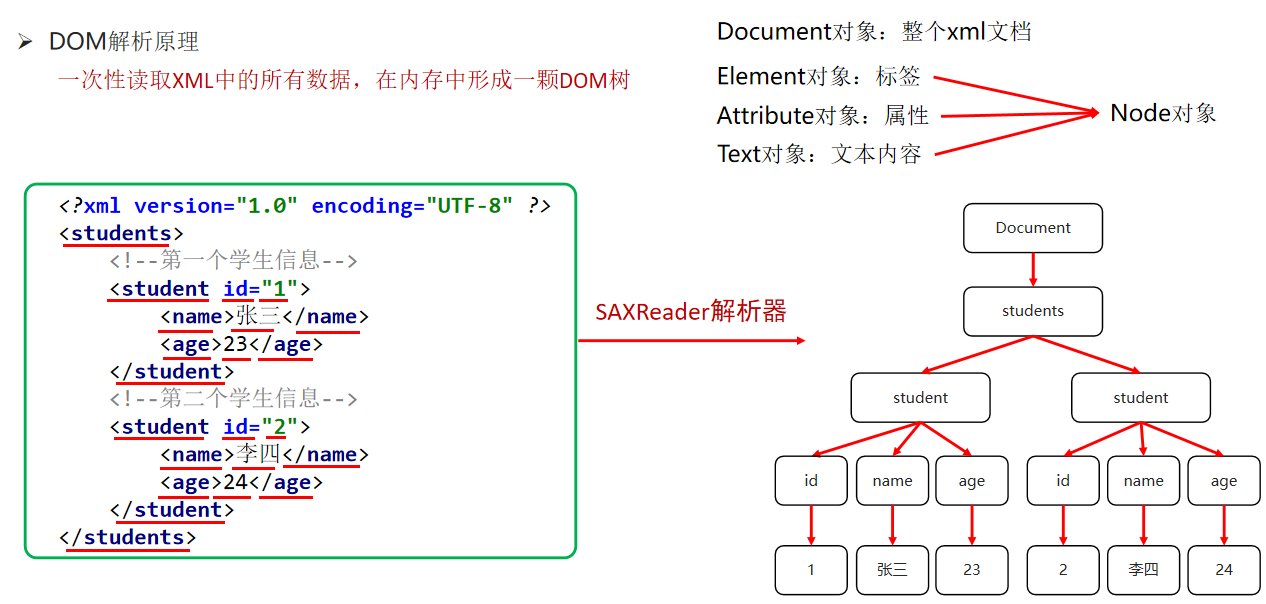 ➢ DOM解析原理
一次性读取XML中的所有数据，在内存中形成一颗DOM树
Document对象：整个xml文档
Element对象：标签
Attribute对象：属性
Text对象：文本内容
Node对象
<?xml version="1.0" encoding="UTF-8" ?>
<students>
<!--第一个学生信息-->
<student id="1">
<name>张三</name>
<age>23</age>
</student>
<!--第二个学生信息-->
<student id="2">
<name>李四</name>
<age>24</age>
</student>
</students>
SAXReader解析器
Document
students
student student
id name age id name age
1 张三 23 2 李四 24